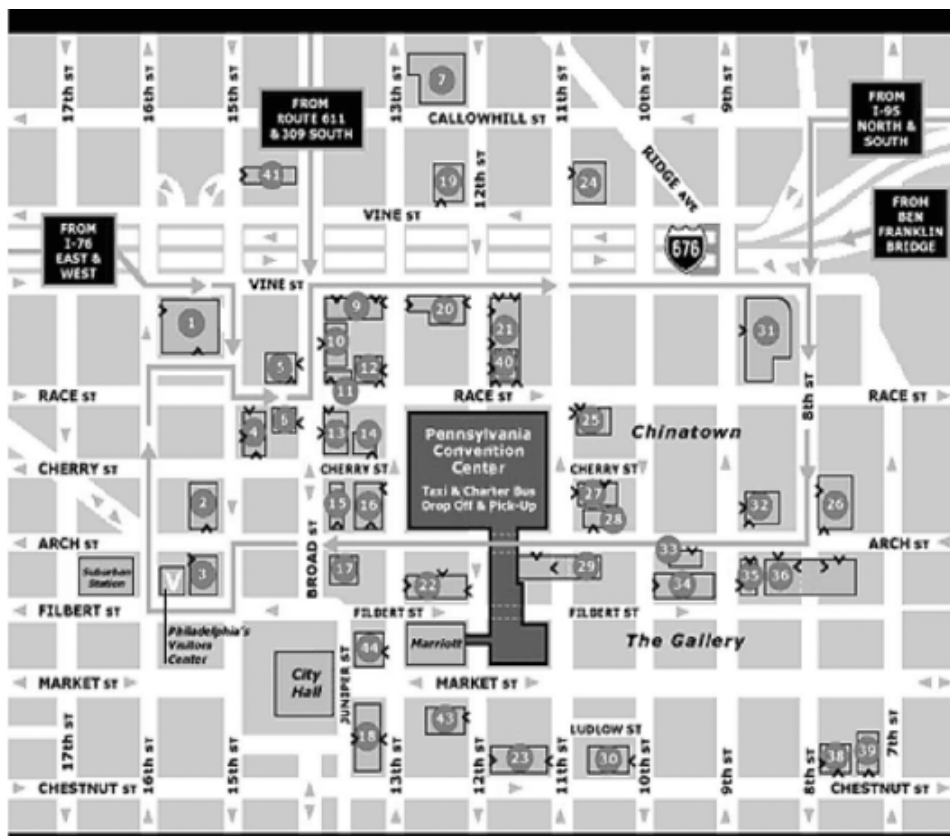 17th ST
16th ST
15th ST
13th ST
12th ST
11th ST
10th ST
9th ST
FROM
ROUTE 611
& 309 SOUTH
7
CALLOWHILL ST
FROM
I-95
NORTH &
SOUTH
RIDGE AVE
41
19
24
VINE ST
FROM
I-76
EAST &
WEST
676
FROM
BEN
FRANKLIN
BRIDGE
VINE ST
1
9
20
10
21
31
5
12
40
11
8th ST
RACE ST
RACE ST
RACE ST
4
6
13
14
25
Pennsylvania
Convention
Center
Taxi & Charter Bus
Drop Off & Pick-Up
Chinatown
CHERRY ST
CHERRY ST
CHERRY ST
2
15
16
27
28
32
26
BROAD ST
ARCH ST
ARCH ST
Suburban
Station
V
3
17
22
29
33
34
35
36
FILBERT ST
FILBERT ST
FILBERT ST
Philadelphia's
Visitors
Center
44
Marriott
The Gallery
City
Hall
JUNIPER ST
MARKET ST
MARKET ST
18
43
LUDLOW ST
23
30
38
39
17th ST
16th ST
15th ST
13th ST
12th ST
11th ST
10th ST
9th ST
8th ST
7th ST
CHESTNUT ST
CHESTNUT ST